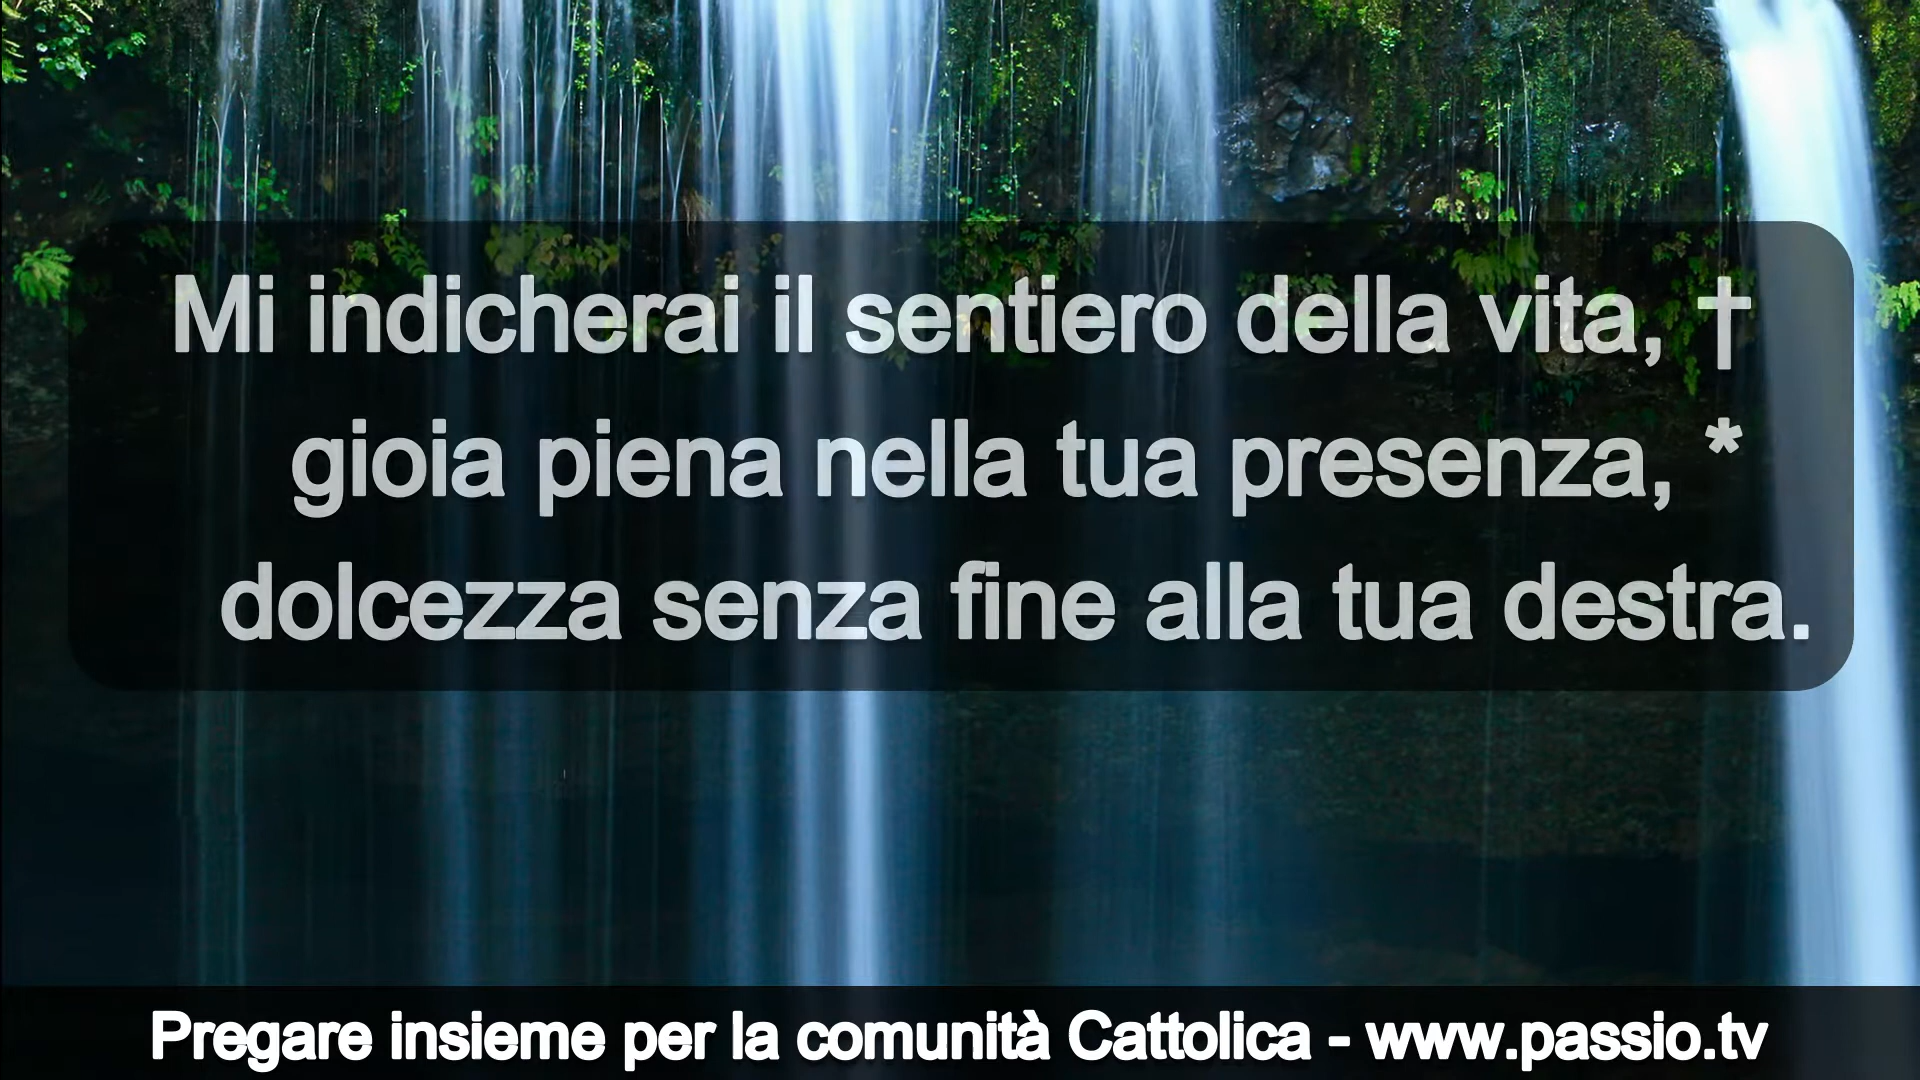 Mi indicherai il sentiero della vita, †
gioia piena nella tua presenza, *
dolcezza senza fine alla tua destra.
Pregare insieme per la comunità Cattolica - www.passio.tv